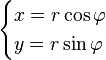 x = r cos φ
y = r sin φ